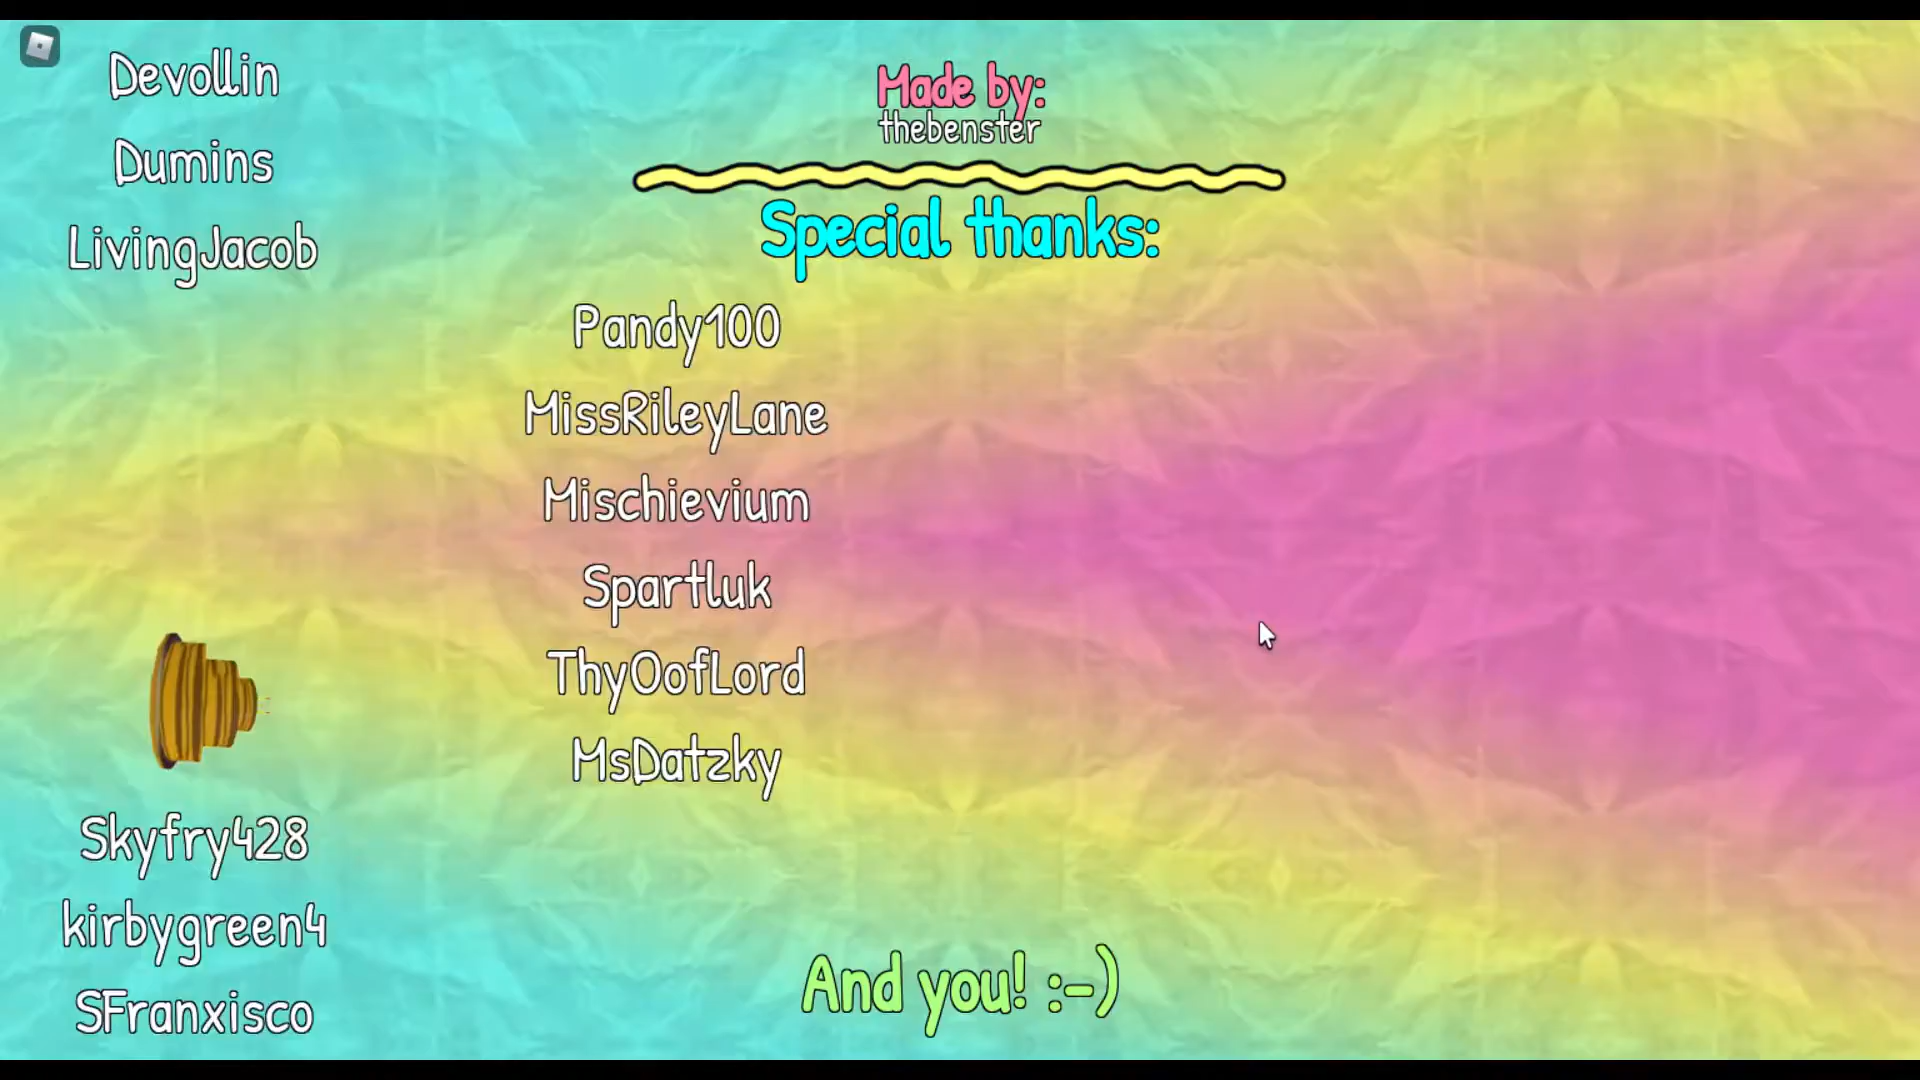 Devollin
Dumins
LivingJacob
Skyfry428
kirbygreen4
SFranxisco
Made by:
thebenster
Special thanks:
Pandy100
MissRileyLane
Mischievium
Spartluk
ThyOofLord
MsDatzky
And you! :-)